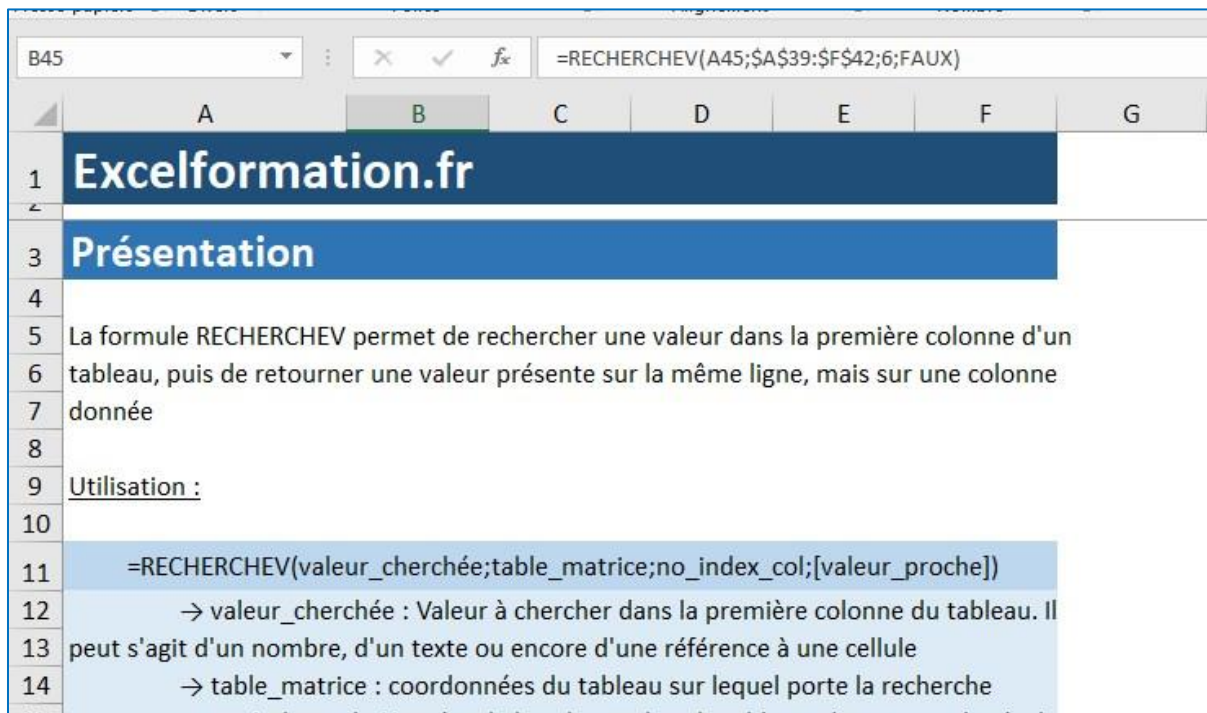 B45 fx =RECHERCHEV(A45;$A$39:$F$42;6;FAUX)
A B C D E F G
1 Excelformation.fr
3 Présentation
4
5 La formule RECHERCHEV permet de rechercher une valeur dans la première colonne d'un
6 tableau, puis de retourner une valeur présente sur la même ligne, mais sur une colonne
7 donnée
8
9 Utilisation :
10
11 =RECHERCHEV(valeur_cherchée;table_matrice;no_index_col;[valeur_proche])
12 → valeur_cherchée : Valeur à chercher dans la première colonne du tableau. Il
13 peut s'agit d'un nombre, d'un texte ou encore d'une référence à une cellule
14 → table_matrice : coordonnées du tableau sur lequel porte la recherche